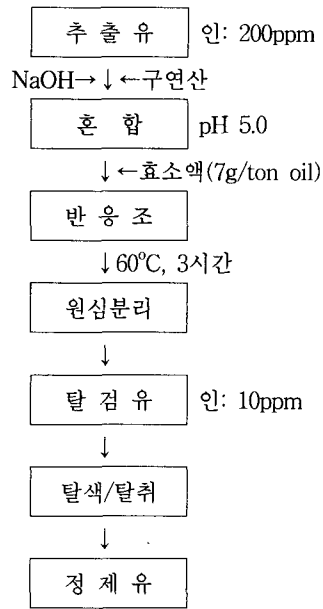 추 출 유 인: 200ppm
NaOH→ ↓ ←구연산
혼 합 pH 5.0
↓ ←효소액(7g/ton oil)
반 응 조
↓ 60°C, 3시간
원심분리
↓
탈 검 유 인: 10ppm
↓
탈색/탈취
↓
정 제 유